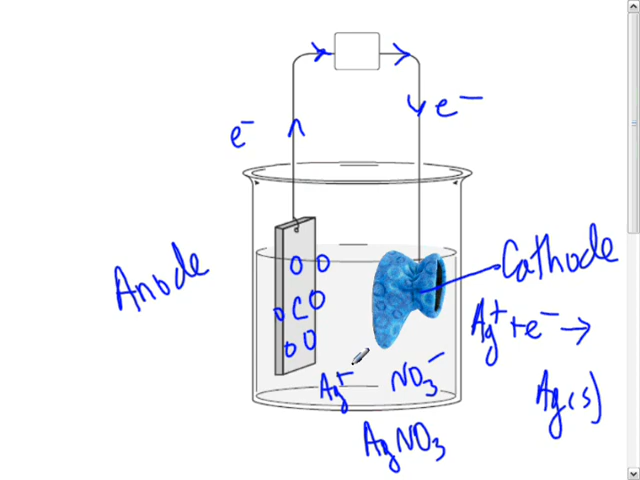 e⁻
e⁻
Anode
Cathode
Ag⁺ + e⁻ →
Ag(s)
Ag⁺
NO₃⁻
AgNO₃